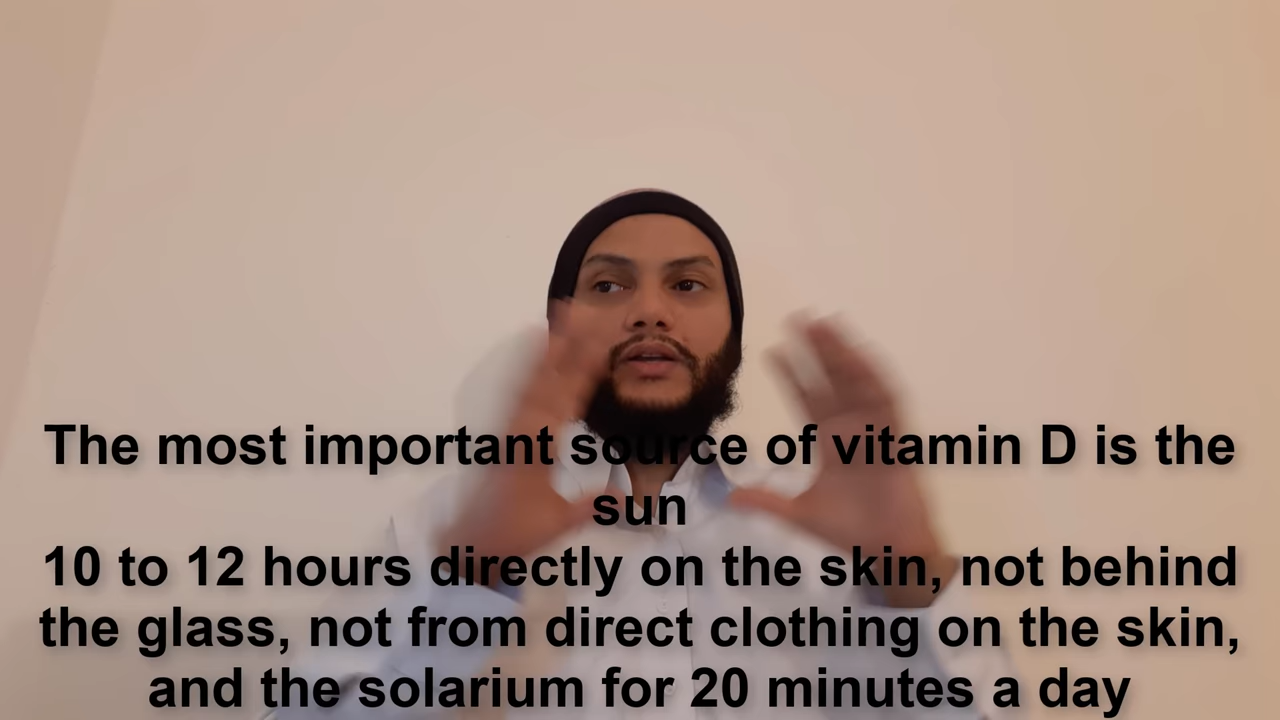 The most important source of vitamin D is the
sun
10 to 12 hours directly on the skin, not behind
the glass, not from direct clothing on the skin,
and the solarium for 20 minutes a day